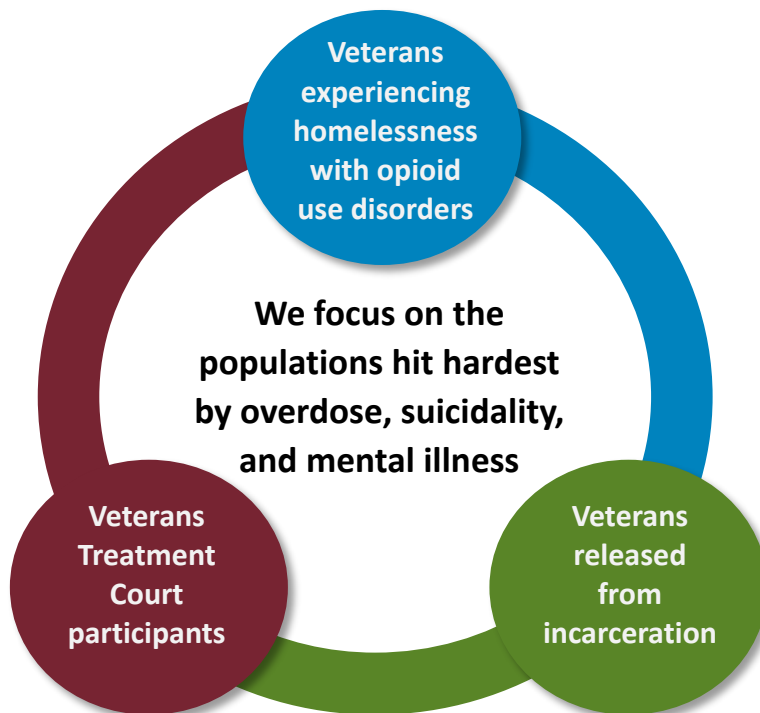 Veterans
experiencing
homelessness
with opioid
use disorders
We focus on the
populations hit hardest
by overdose, suicidality,
and mental illness
Veterans
Treatment
Court
participants
Veterans
released
from
incarceration